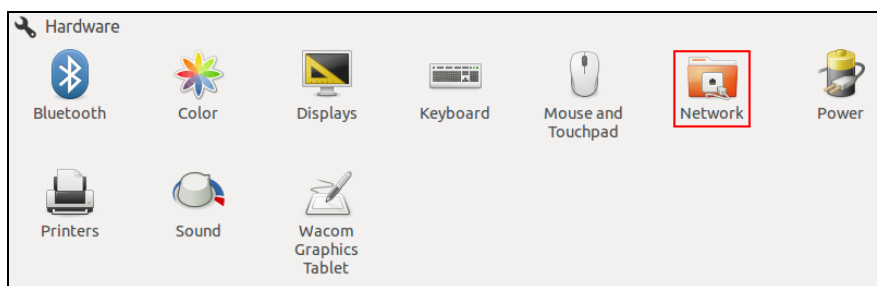 Hardware
Bluetooth
Color
Displays
Keyboard
Mouse and
Touchpad
Network
Power
Printers
Sound
Wacom
Graphics
Tablet